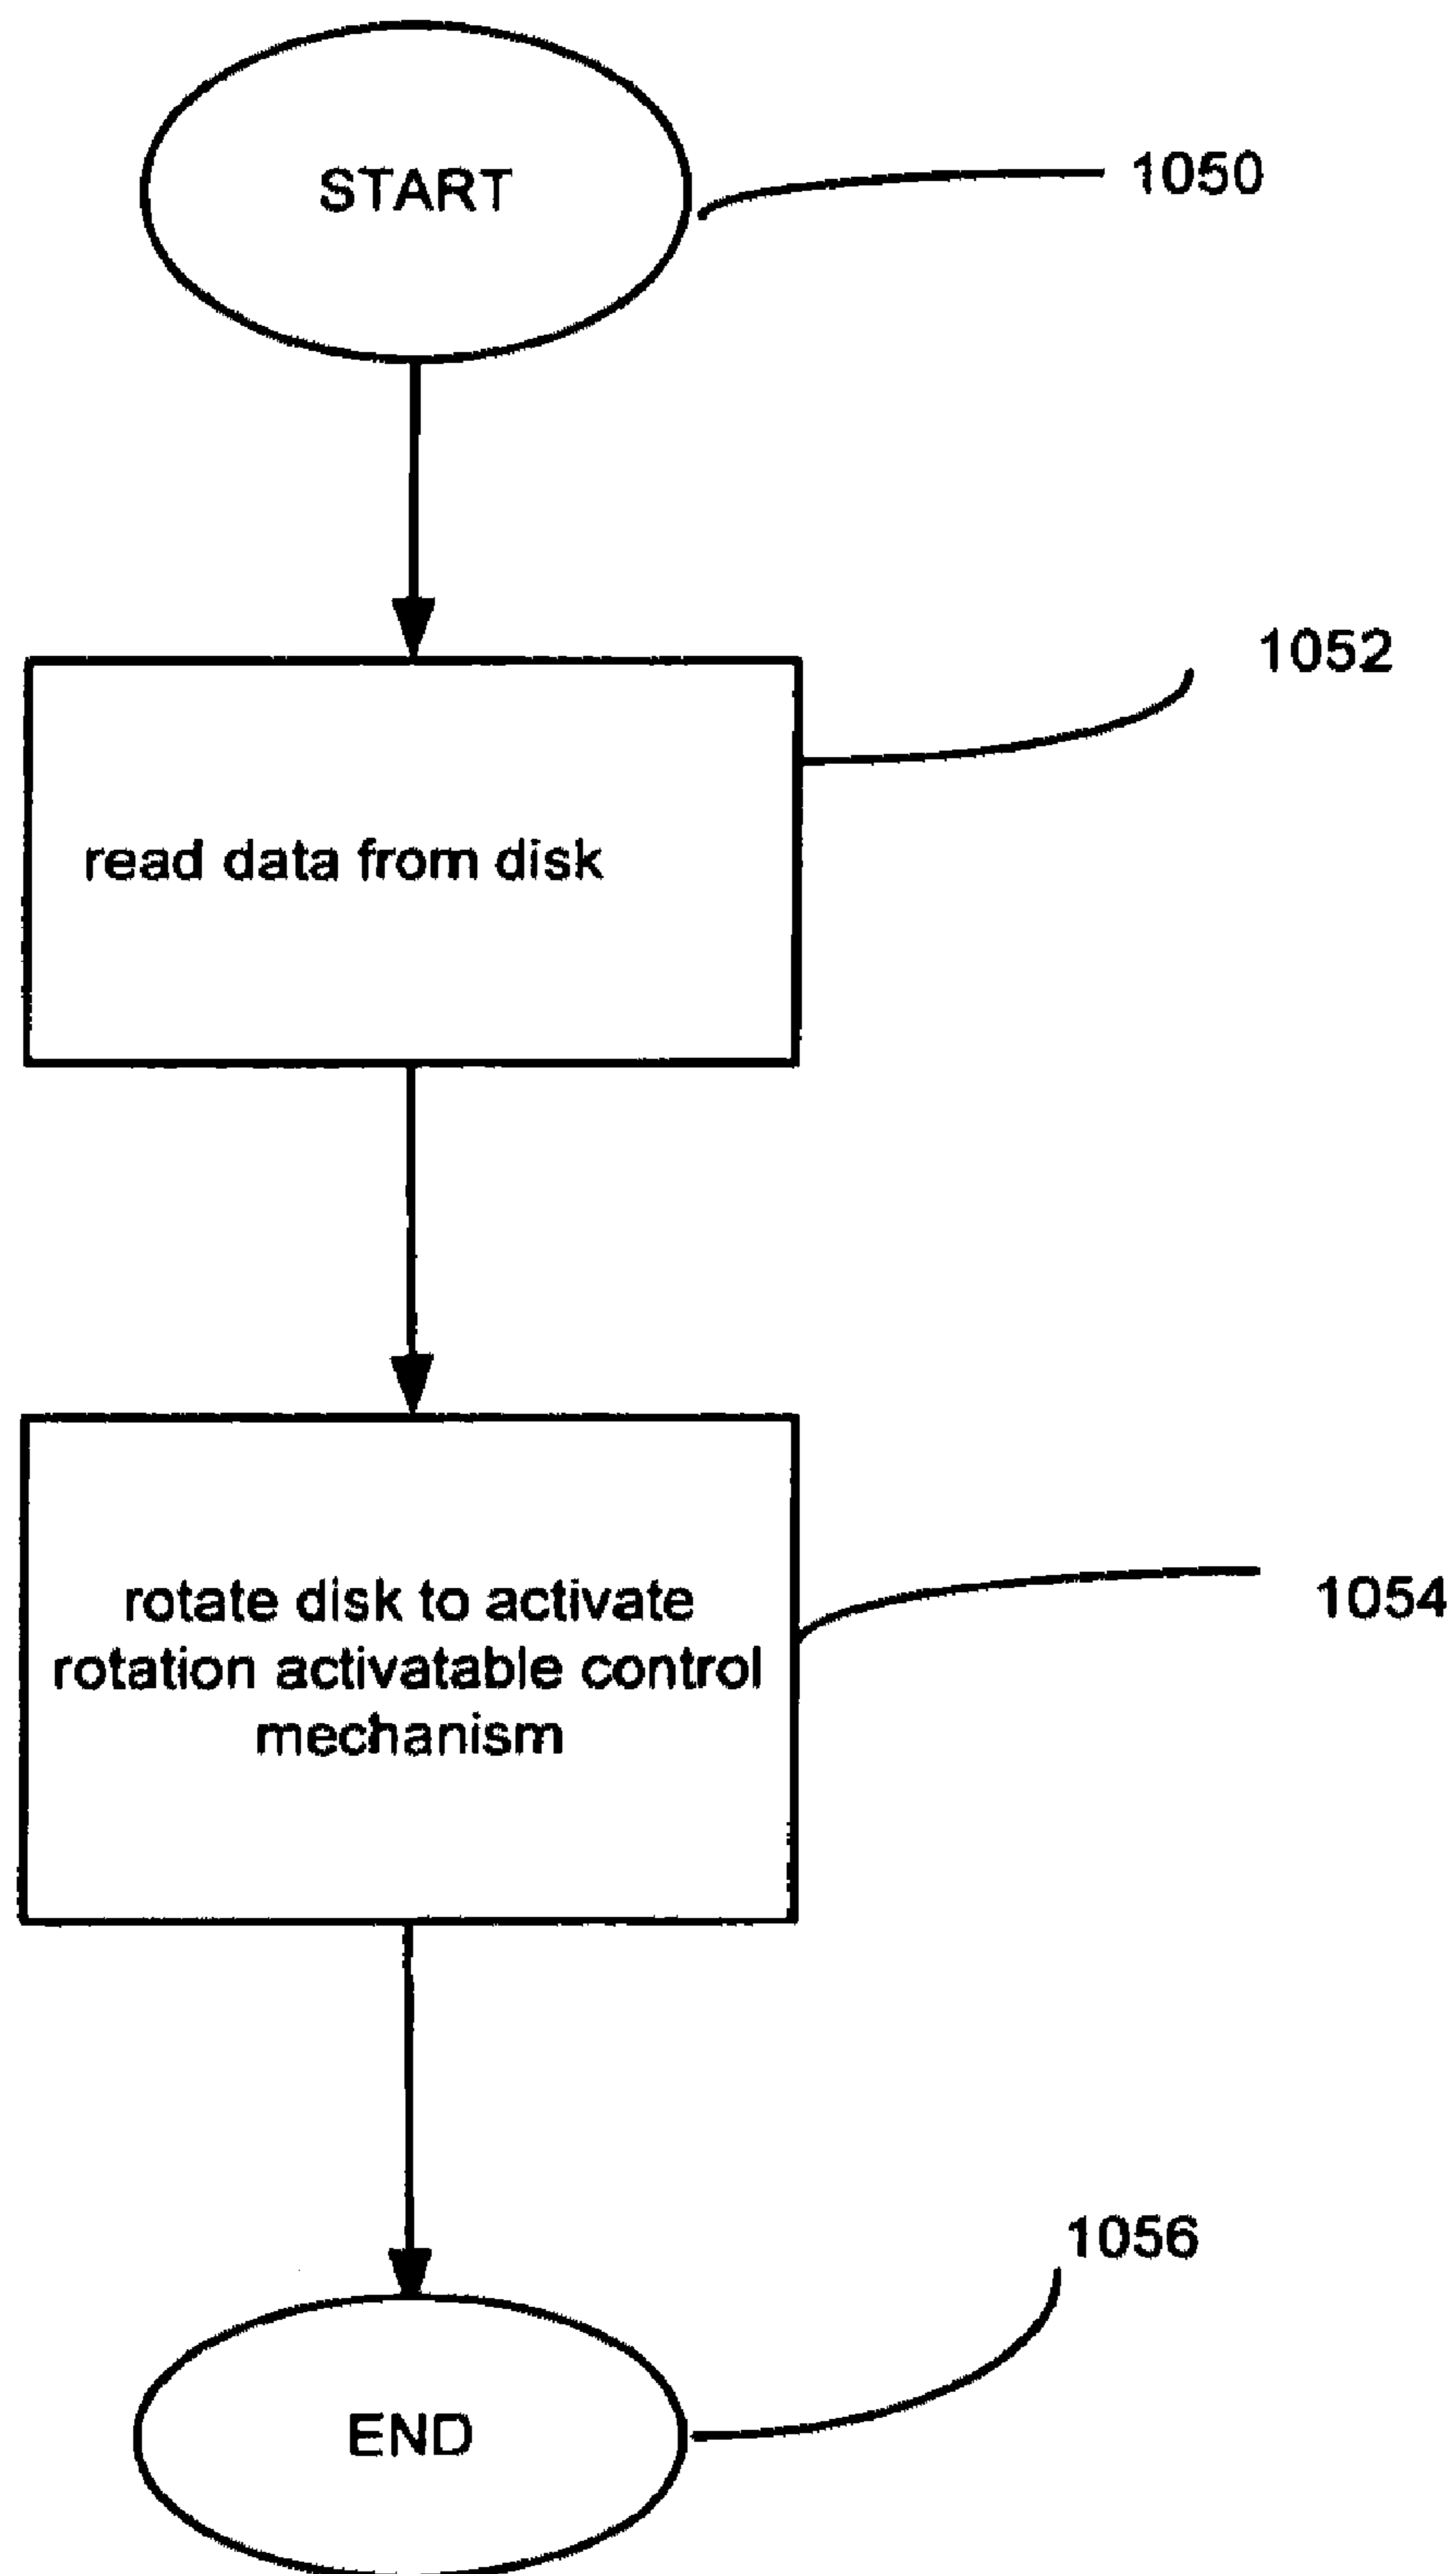 START
1050
1052
read data from disk
rotate disk to activate
rotation activatable control
mechanism
1054
1056
END